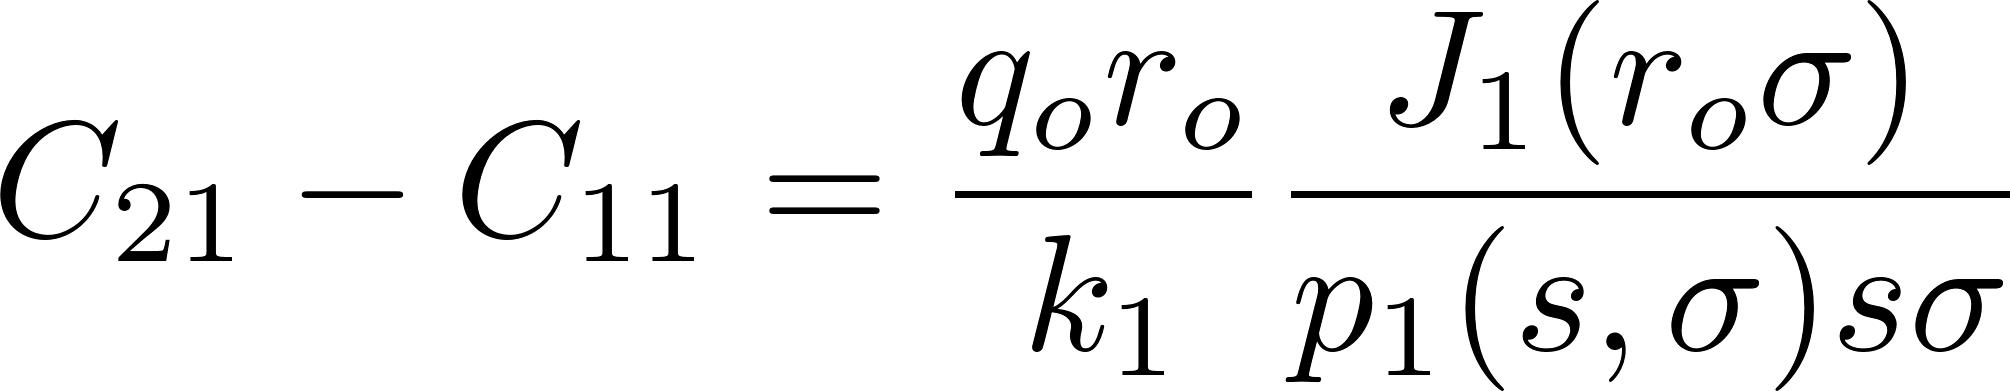 $C_{21} - C_{11} = \frac{q_o r_o}{k_1} \frac{J_1(r_o \sigma)}{p_1(s, \sigma) s \sigma}$